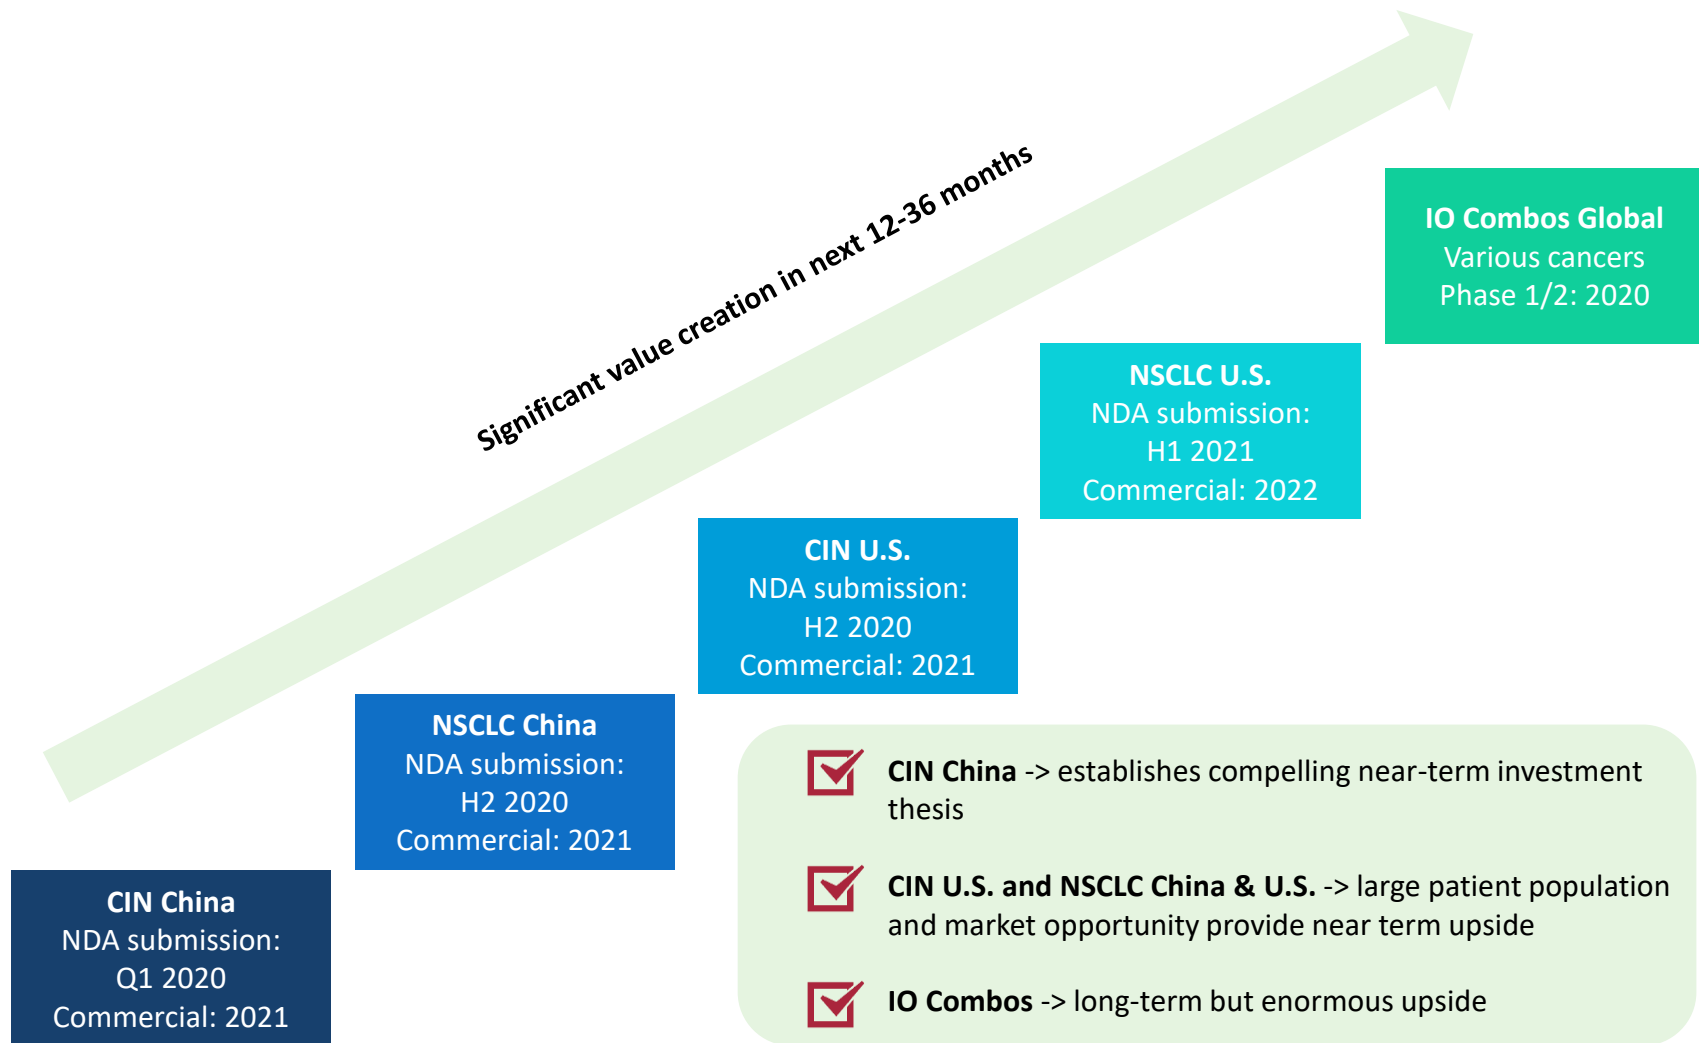 Significant value creation in next 12-36 months
IO Combos Global
Various cancers
Phase 1/2: 2020
NSCLC U.S.
NDA submission:
H1 2021
Commercial: 2022
CIN U.S.
NDA submission:
H2 2020
Commercial: 2021
NSCLC China
NDA submission:
H2 2020
Commercial: 2021
CIN China
NDA submission:
Q1 2020
Commercial: 2021
CIN China -> establishes compelling near-term investment
thesis
CIN U.S. and NSCLC China & U.S. -> large patient population
and market opportunity provide near term upside
IO Combos -> long-term but enormous upside